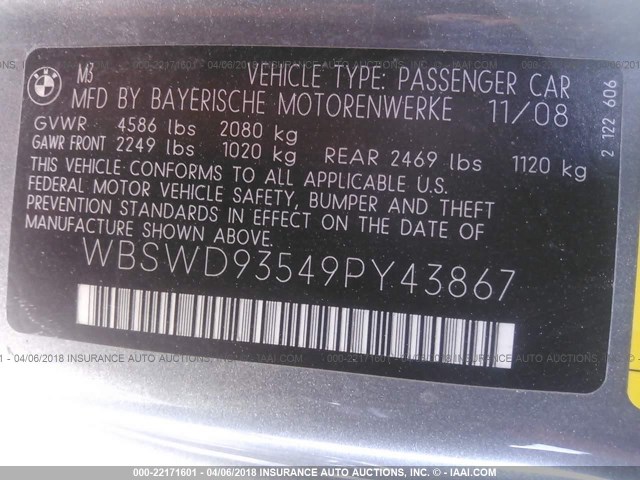 BMW
M3
VEHICLE TYPE: PASSENGER CAR
MFD BY BAYERISCHE MOTORENWERKE 11/08
GVWR 4586 lbs 2080 kg
GAWR FRONT 2249 lbs 1020 kg REAR 2469 lbs 1120 kg
THIS VEHICLE CONFORMS TO ALL APPLICABLE U.S.
FEDERAL MOTOR VEHICLE SAFETY, BUMPER AND THEFT
PREVENTION STANDARDS IN EFFECT ON THE DATE OF
MANUFACTURE SHOWN ABOVE.
WBSWD93549PY43867
2 122 606
000-22171601 - 04/06/2018 INSURANCE AUTO AUCTIONS - © - IAAI.COM